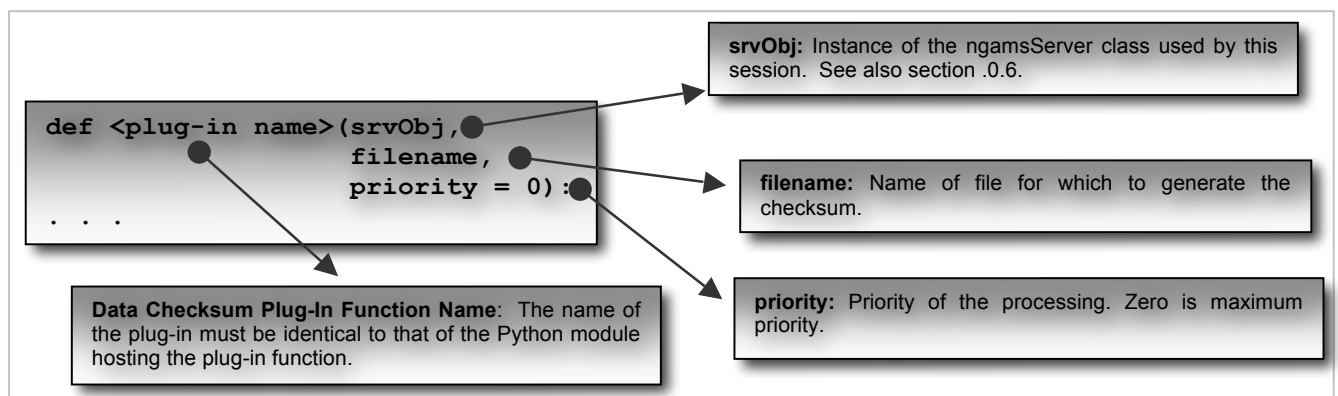 srvObj: Instance of the ngamsServer class used by this
session. See also section .0.6.
def <plug-in name>(srvObj,
filename,
priority = 0):
. . .
filename: Name of file for which to generate the
checksum.
Data Checksum Plug-In Function Name: The name of
the plug-in must be identical to that of the Python module
hosting the plug-in function.
priority: Priority of the processing. Zero is maximum
priority.